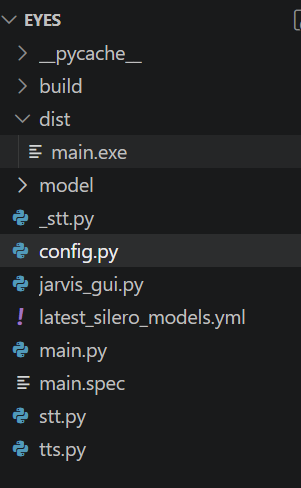 EYES
__pycache__
build
dist
main.exe
model
_stt.py
config.py
jarvis_gui.py
latest_silero_models.yml
main.py
main.spec
stt.py
tts.py